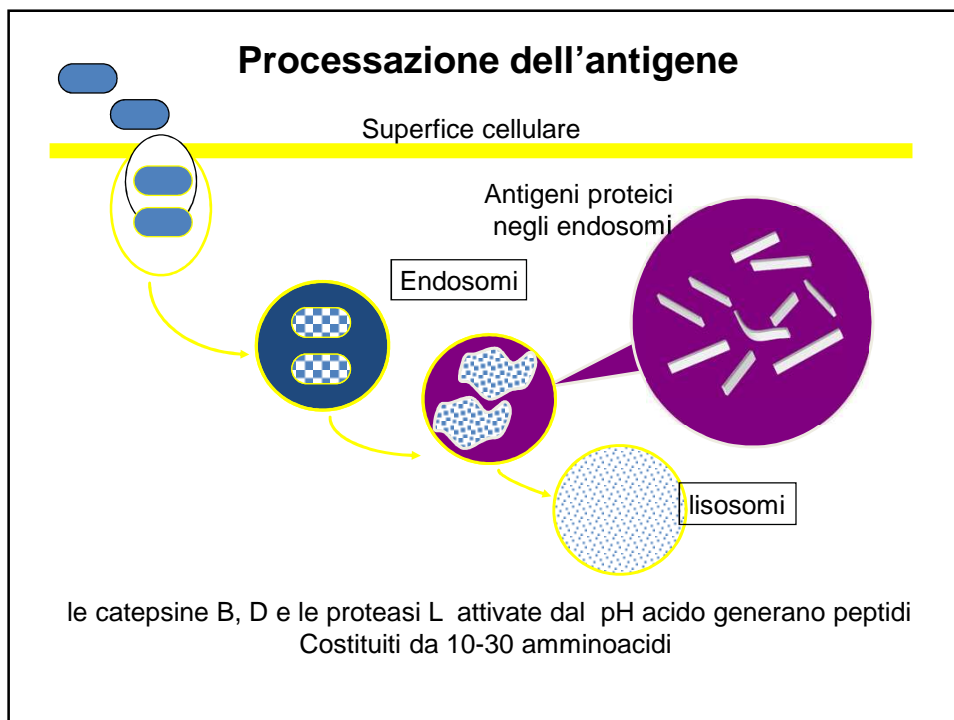 Processazione dell’antigene
Superfice cellulare
Antigeni proteici
negli endosomi
Endosomi
lisosomi
le catepsine B, D e le proteasi L attivate dal pH acido generano peptidi
Costituiti da 10-30 amminoacidi